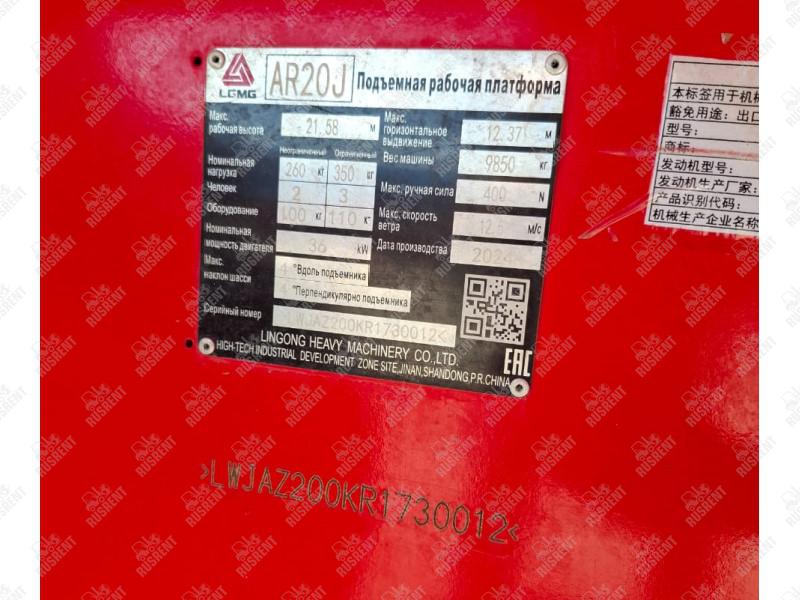 LGMG
AR20J
Подъемная рабочая платформа
Макс. рабочая высота 21.58 м
Макс. горизонтальное выдвижение 12.37 м
Неограниченный Ограниченный
Номинальная нагрузка 260 кг 350 кг
Вес машины 9850 кг
Человек 2 3
Макс. ручная сила 400 N
Оборудование 100 кг 110 кг
Макс. скорость ветра 12.5 м/с
Номинальная мощность двигателя 36 kW
Дата производства 2024
Макс. наклон шасси 4 °Вдоль подъемника
4 °Перпендикулярно подъемника
Серийный номер LWJAZ200KR1730012<
LINGONG HEAVY MACHINERY CO.,LTD.
HIGH-TECH INDUSTRIAL DEVELOPMENT ZONE SITE,JINAN,SHANDONG,P.R.CHINA
EAC
>LWJAZ200KR1730012<
本标签用于机械
豁免用途：出口
型号：
商标：
发动机型号：
发动机生产厂家：
产品识别代码：
机械生产企业名称
RUSRENT